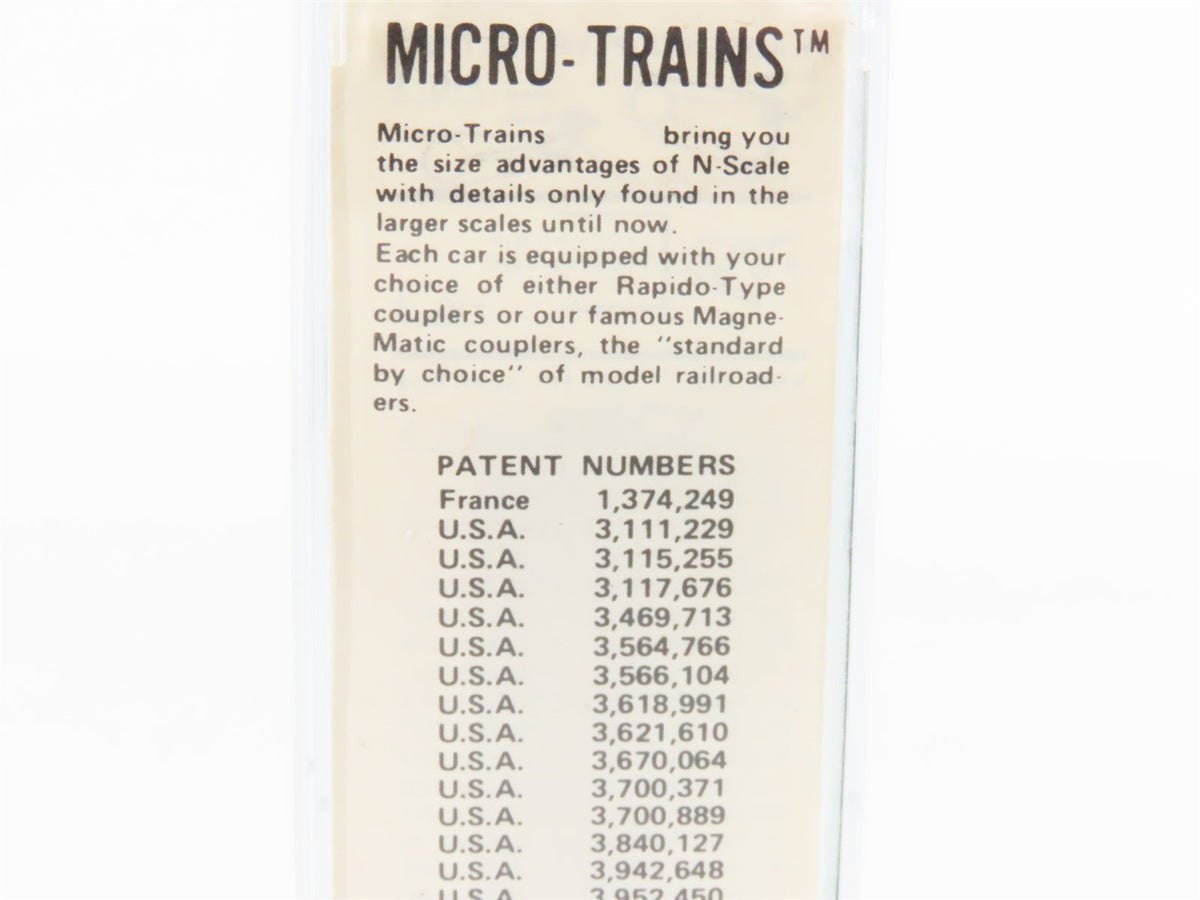 MICRO-TRAINS™
Micro-Trains bring you
the size advantages of N-Scale
with details only found in the
larger scales until now.
Each car is equipped with your
choice of either Rapido-Type
couplers or our famous Magne-
Matic couplers, the "standard
by choice" of model railroad-
ers.
PATENT NUMBERS
France 1,374,249
U.S.A. 3,111,229
U.S.A. 3,115,255
U.S.A. 3,117,676
U.S.A. 3,469,713
U.S.A. 3,564,766
U.S.A. 3,566,104
U.S.A. 3,618,991
U.S.A. 3,621,610
U.S.A. 3,670,064
U.S.A. 3,700,371
U.S.A. 3,700,889
U.S.A. 3,840,127
U.S.A. 3,942,648
U.S.A. 3,952,450